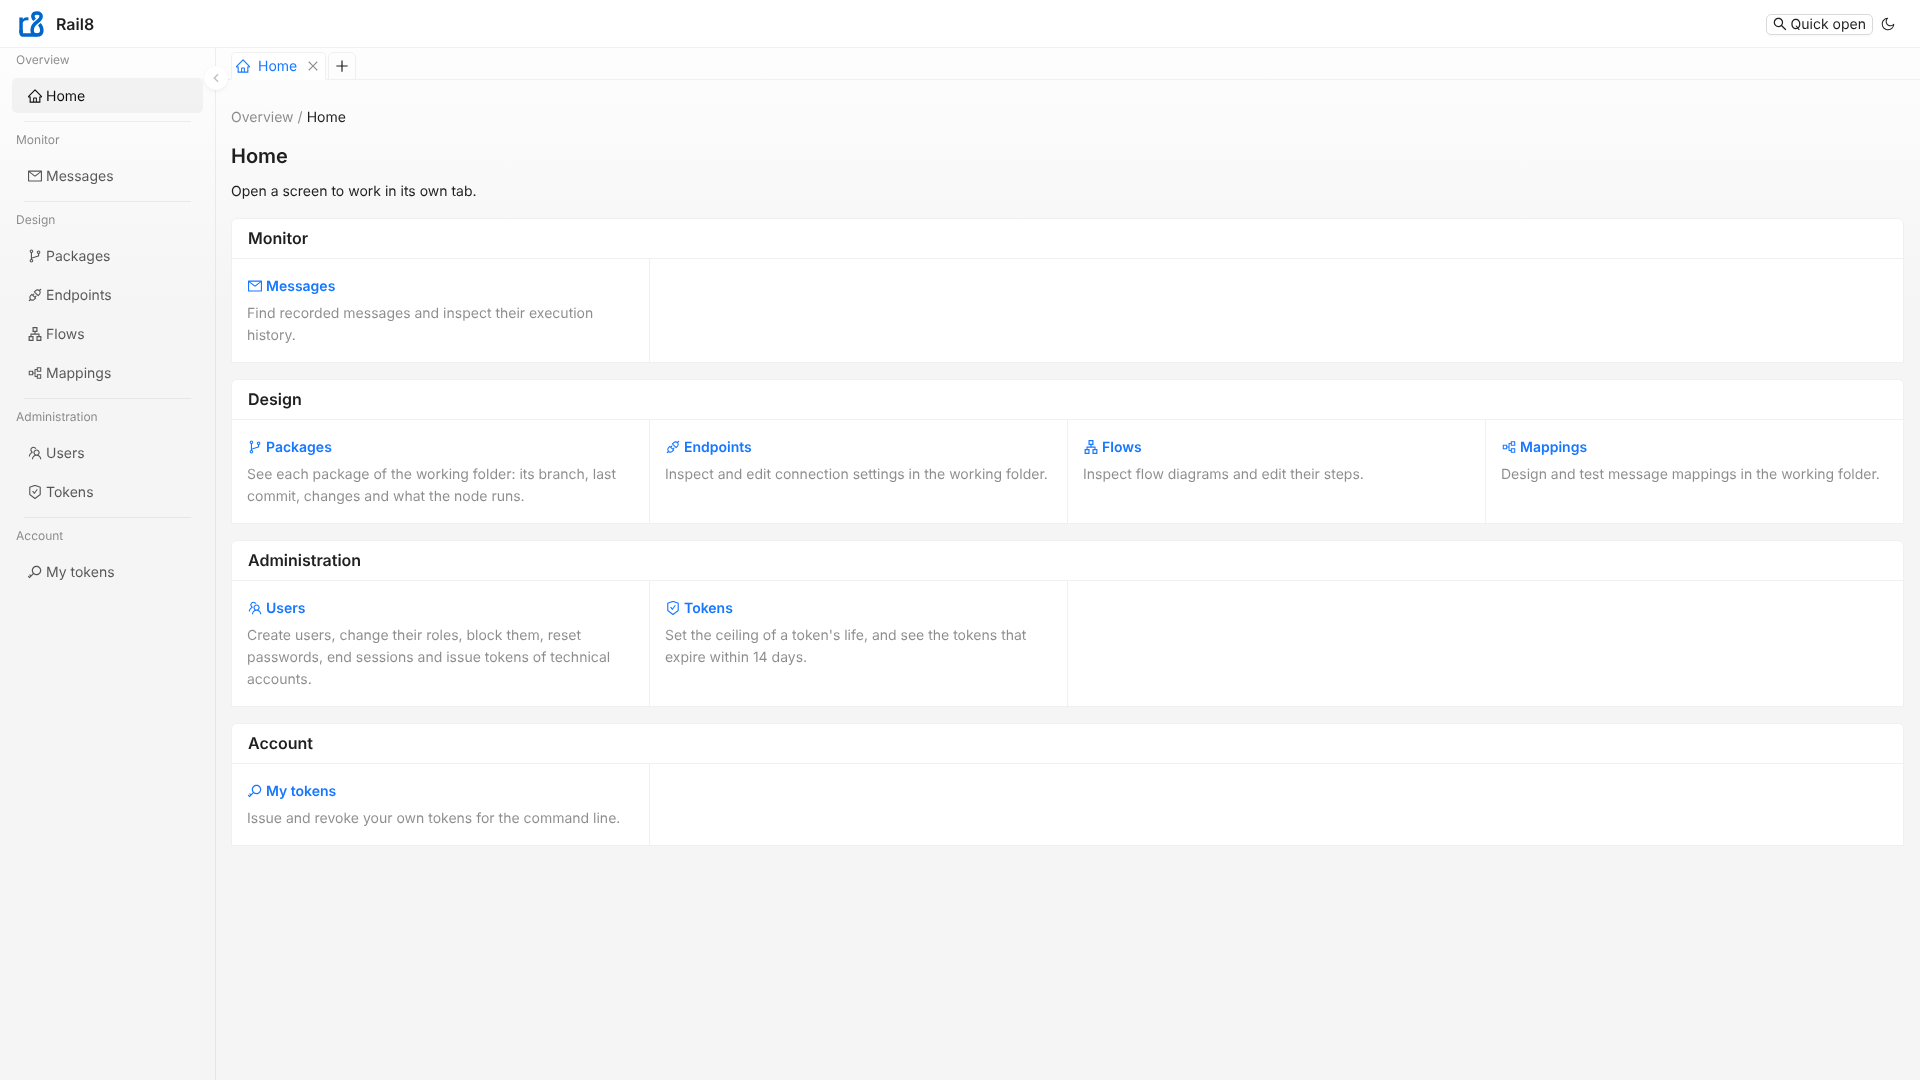 r8 Rail8
Quick open
Overview
Home
Monitor
Messages
Design
Packages
Endpoints
Flows
Mappings
Administration
Users
Tokens
Account
My tokens
Home
Overview / Home
Home
Open a screen to work in its own tab.
Monitor
Messages
Find recorded messages and inspect their execution
history.
Design
Packages
See each package of the working folder: its branch, last
commit, changes and what the node runs.
Endpoints
Inspect and edit connection settings in the working folder.
Flows
Inspect flow diagrams and edit their steps.
Mappings
Design and test message mappings in the working folder.
Administration
Users
Create users, change their roles, block them, reset
passwords, end sessions and issue tokens of technical
accounts.
Tokens
Set the ceiling of a token's life, and see the tokens that
expire within 14 days.
Account
My tokens
Issue and revoke your own tokens for the command line.